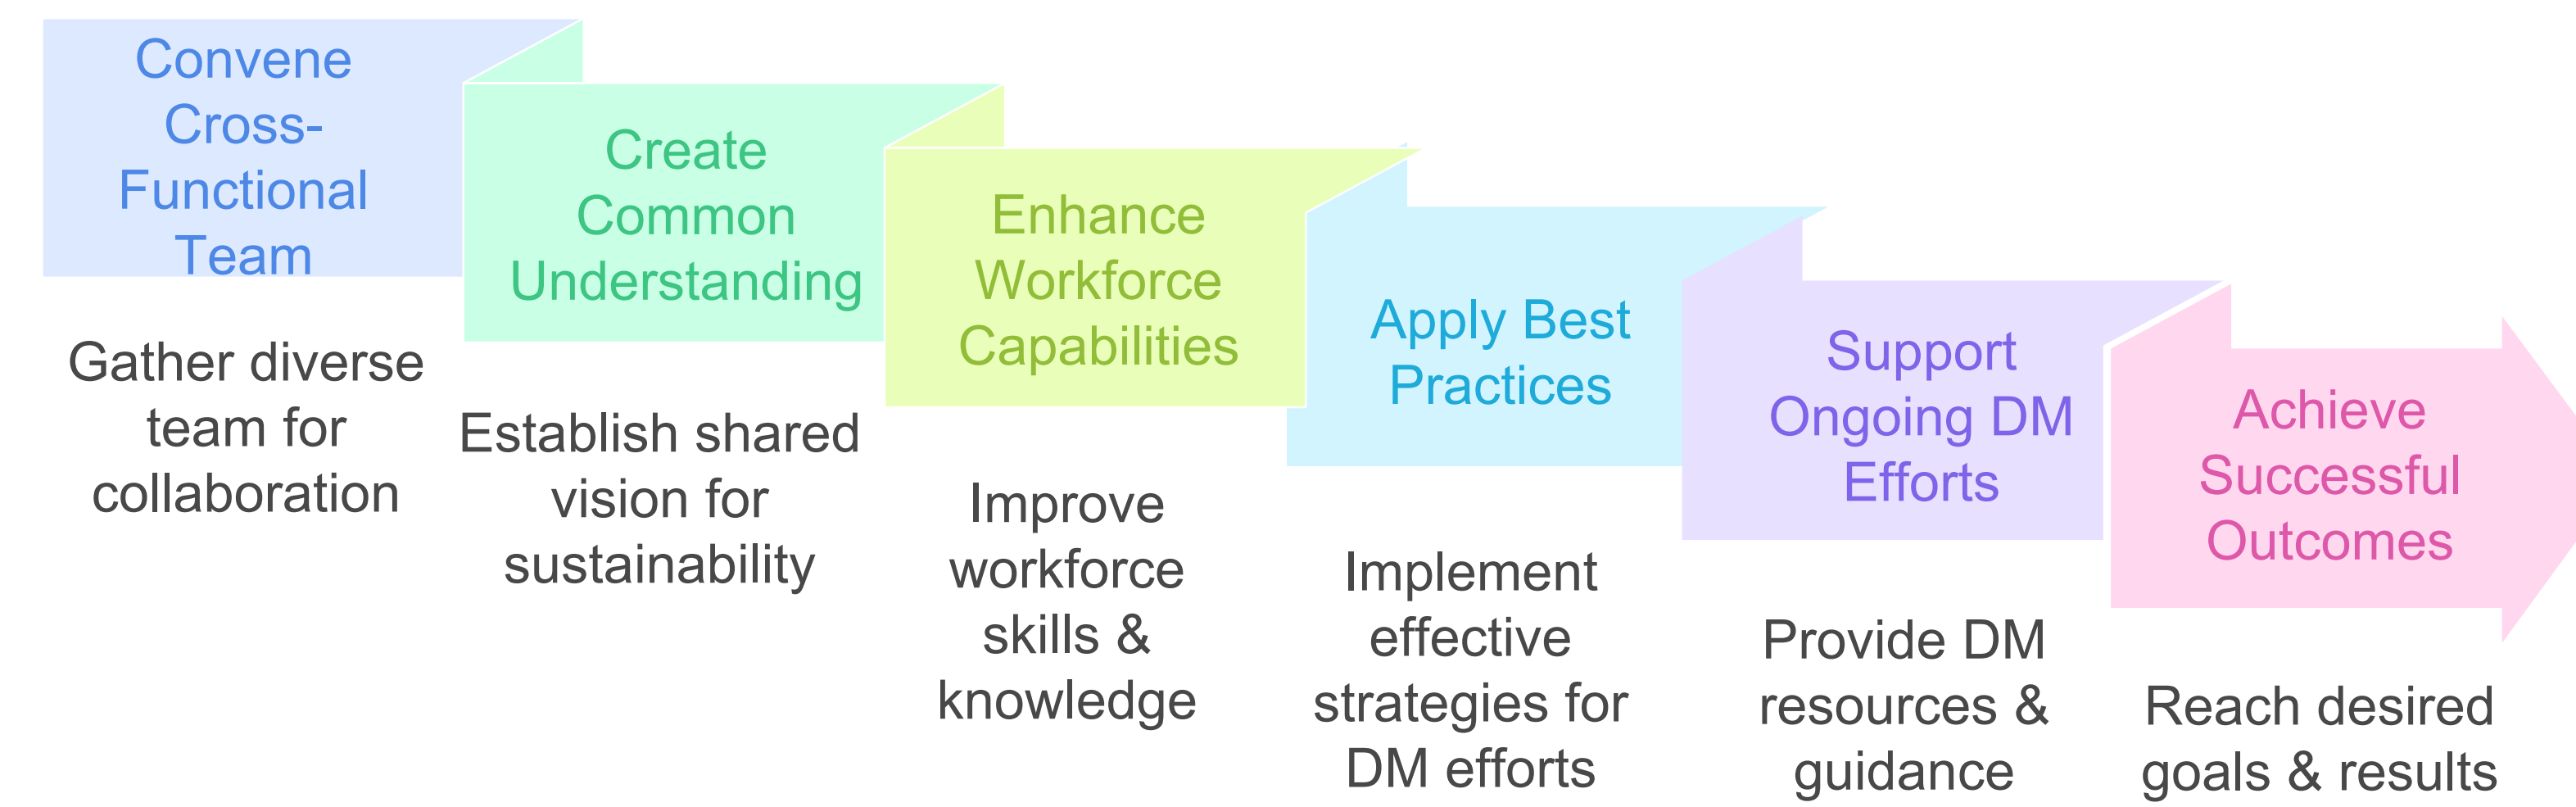 Convene
Cross-
Functional
Team
Gather diverse
team for
collaboration
Create
Common
Understanding
Establish shared
vision for
sustainability
Enhance
Workforce
Capabilities
Improve
workforce
skills &
knowledge
Apply Best
Practices
Implement
effective
strategies for
DM efforts
Support
Ongoing DM
Efforts
Provide DM
resources &
guidance
Achieve
Successful
Outcomes
Reach desired
goals & results